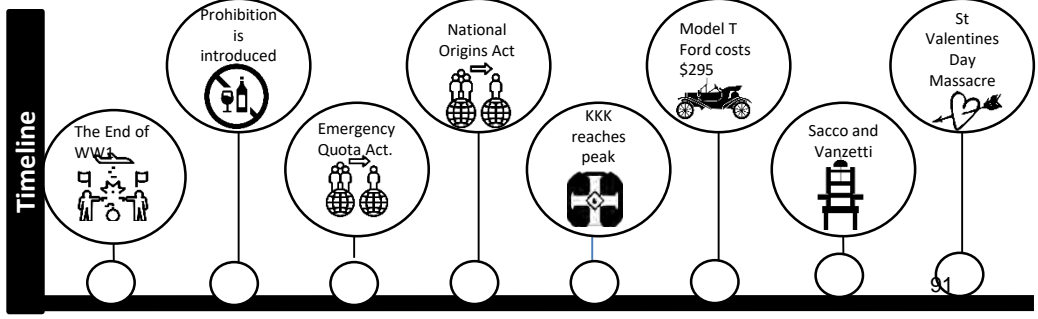 Timeline
The End of
WW1
Prohibition
is
introduced
Emergency
Quota Act.
National
Origins Act
KKK
reaches
peak
Model T
Ford costs
$295
Sacco and
Vanzetti
St
Valentines
Day
Massacre
91